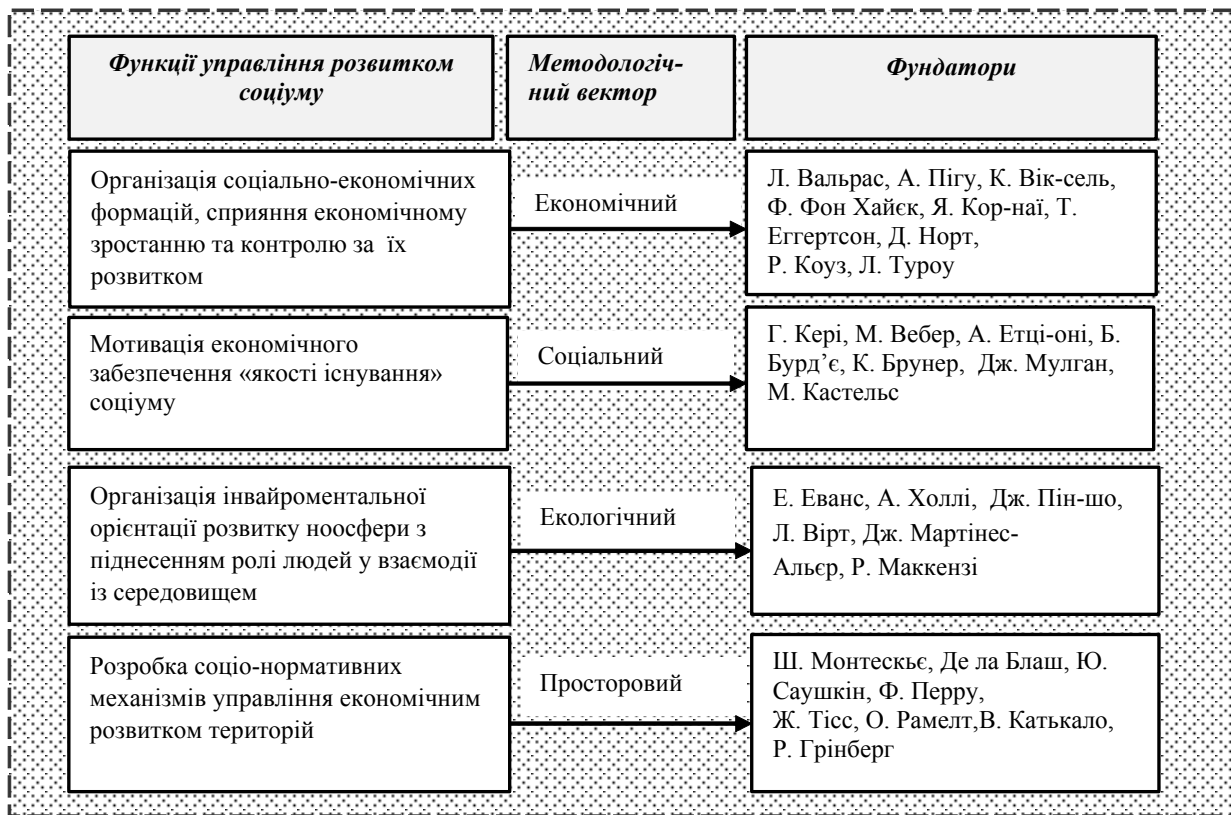 Функції управління розвитком
соціуму
Методологіч-
ний вектор
Фундатори
Організація соціально-економічних
формацій, сприяння економічному
зростанню та контролю за їх
розвитком
Економічний
Л. Вальрас, А. Пігу, К. Вік-сель,
Ф. Фон Хайєк, Я. Кор-наї, Т.
Еггертсон, Д. Норт,
Р. Коуз, Л. Туроу
Мотивація економічного
забезпечення «якості існування»
соціуму
Соціальний
Г. Кері, М. Вебер, А. Етці-оні, Б.
Бурд’є, К. Брунер, Дж. Мулган,
М. Кастельс
Організація інвайроментальної
орієнтації розвитку ноосфери з
піднесенням ролі людей у взаємодії
із середовищем
Екологічний
Е. Еванс, А. Холлі, Дж. Пін-шо,
Л. Вірт, Дж. Мартінес-
Альєр, Р. Маккензі
Розробка соціо-нормативних
механізмів управління економічним
розвитком територій
Просторовий
Ш. Монтескьє, Де ла Блаш, Ю.
Саушкін, Ф. Перру,
Ж. Тісс, О. Рамелт,В. Катькало,
Р. Грінберг